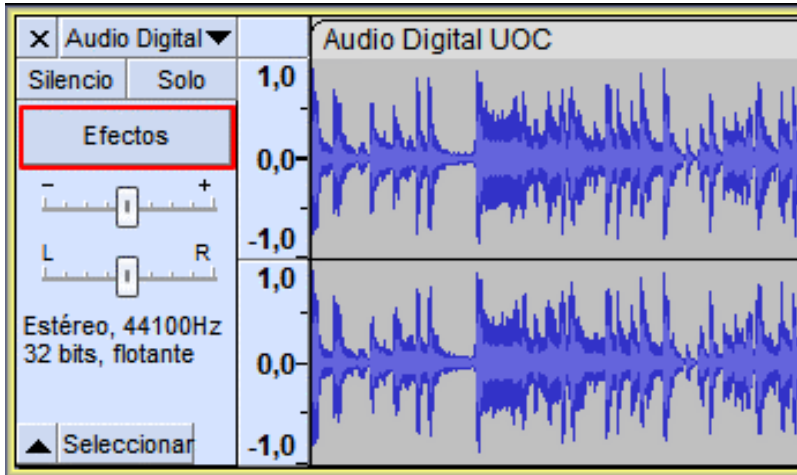 × Audio Digital▼
Audio Digital UOC
Silencio Solo
Efectos
- +
L R
Estéreo, 44100Hz
32 bits, flotante
▲ Seleccionar
1,0
0,0-
-1,0
1,0
0,0-
-1,0